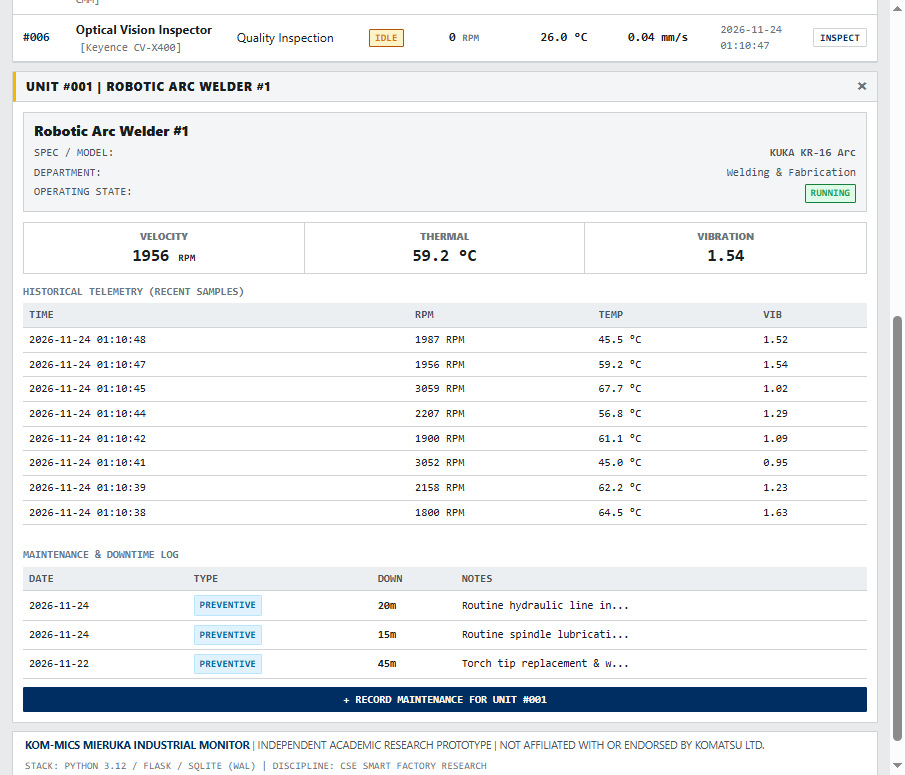 CMM]
#006 Optical Vision Inspector [Keyence CV-X400] Quality Inspection IDLE 0 RPM 26.0 °C 0.04 mm/s 2026-11-24 01:10:47 INSPECT
UNIT #001 | ROBOTIC ARC WELDER #1 ×
Robotic Arc Welder #1
SPEC / MODEL: KUKA KR-16 Arc
DEPARTMENT: Welding & Fabrication
OPERATING STATE: RUNNING
VELOCITY THERMAL VIBRATION
1956 RPM 59.2 °C 1.54
HISTORICAL TELEMETRY (RECENT SAMPLES)
TIME RPM TEMP VIB
2026-11-24 01:10:48 1987 RPM 45.5 °C 1.52
2026-11-24 01:10:47 1956 RPM 59.2 °C 1.54
2026-11-24 01:10:45 3059 RPM 67.7 °C 1.02
2026-11-24 01:10:44 2207 RPM 56.8 °C 1.29
2026-11-24 01:10:42 1900 RPM 61.1 °C 1.09
2026-11-24 01:10:41 3052 RPM 45.0 °C 0.95
2026-11-24 01:10:39 2158 RPM 62.2 °C 1.23
2026-11-24 01:10:38 1800 RPM 64.5 °C 1.63
MAINTENANCE & DOWNTIME LOG
DATE TYPE DOWN NOTES
2026-11-24 PREVENTIVE 20m Routine hydraulic line in...
2026-11-24 PREVENTIVE 15m Routine spindle lubricati...
2026-11-22 PREVENTIVE 45m Torch tip replacement & w...
+ RECORD MAINTENANCE FOR UNIT #001
KOM-MICS MIERUKA INDUSTRIAL MONITOR | INDEPENDENT ACADEMIC RESEARCH PROTOTYPE | NOT AFFILIATED WITH OR ENDORSED BY KOMATSU LTD.
STACK: PYTHON 3.12 / FLASK / SQLITE (WAL) | DISCIPLINE: CSE SMART FACTORY RESEARCH